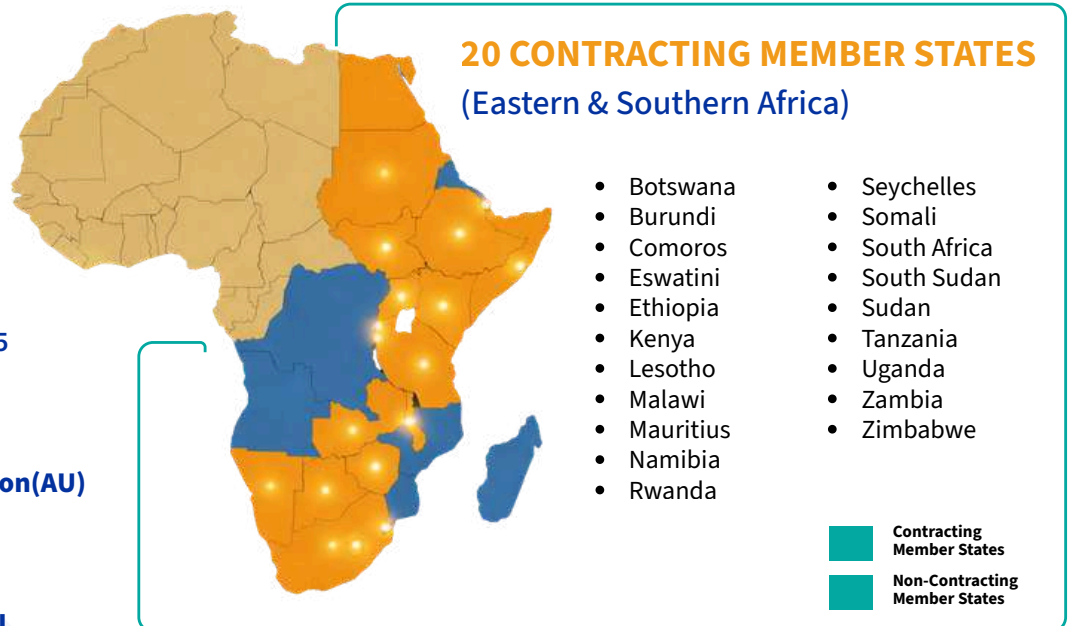 20 CONTRACTING MEMBER STATES
(Eastern & Southern Africa)
• Botswana
• Burundi
• Comoros
• Eswatini
• Ethiopia
• Kenya
• Lesotho
• Malawi
• Mauritius
• Namibia
• Rwanda
• Seychelles
• Somali
• South Africa
• South Sudan
• Sudan
• Tanzania
• Uganda
• Zambia
• Zimbabwe
5
on(AU)
Contracting
Member States
Non-Contracting
Member States